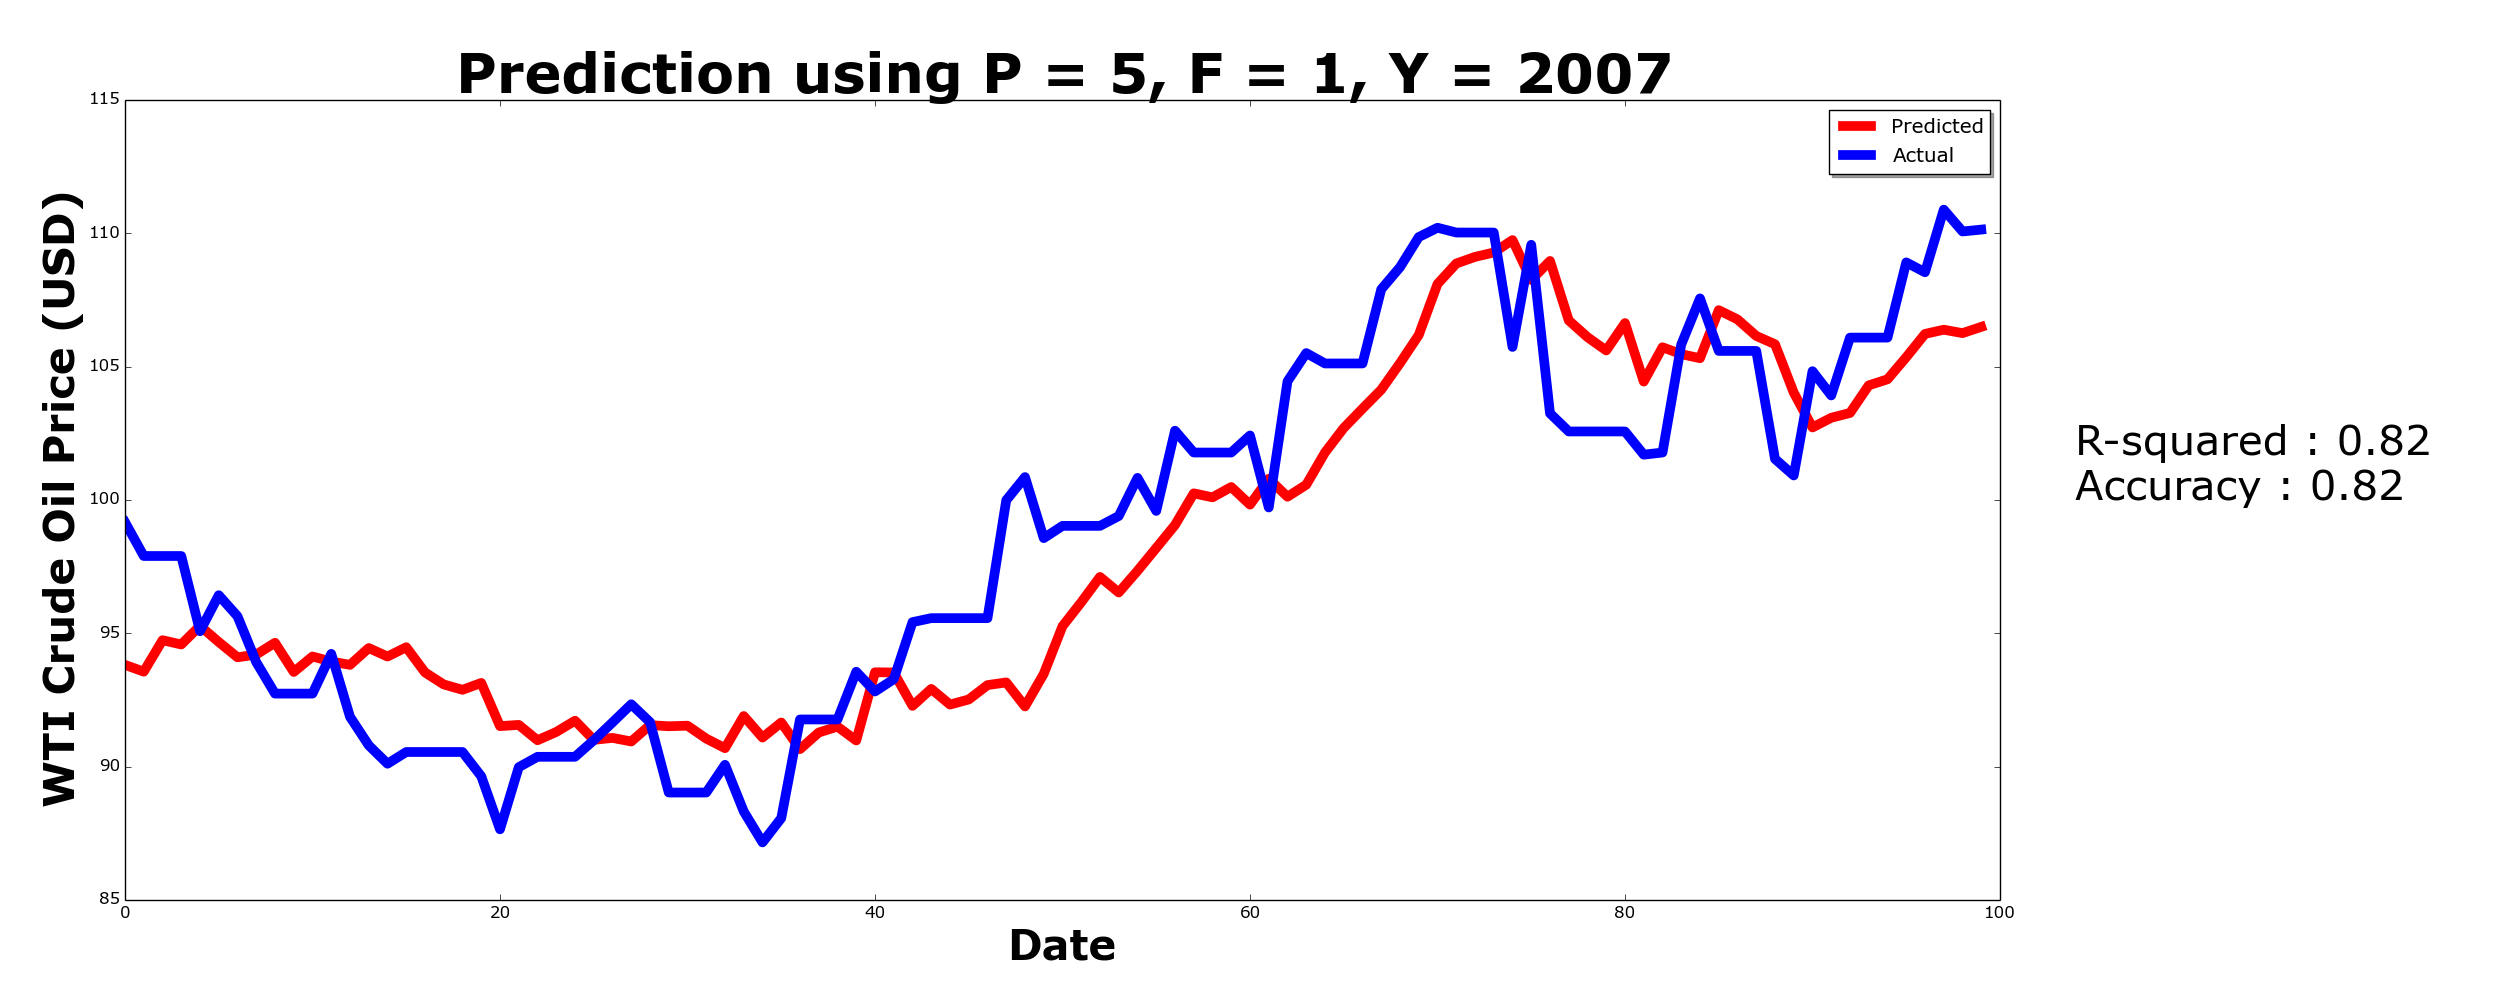 Prediction using P = 5, F = 1, Y = 2007
Predicted
Actual
WTI Crude Oil Price (USD)
115
110
105
100
95
90
85
0 20 40 60 80 100
Date
R-squared : 0.82
Accuracy : 0.82